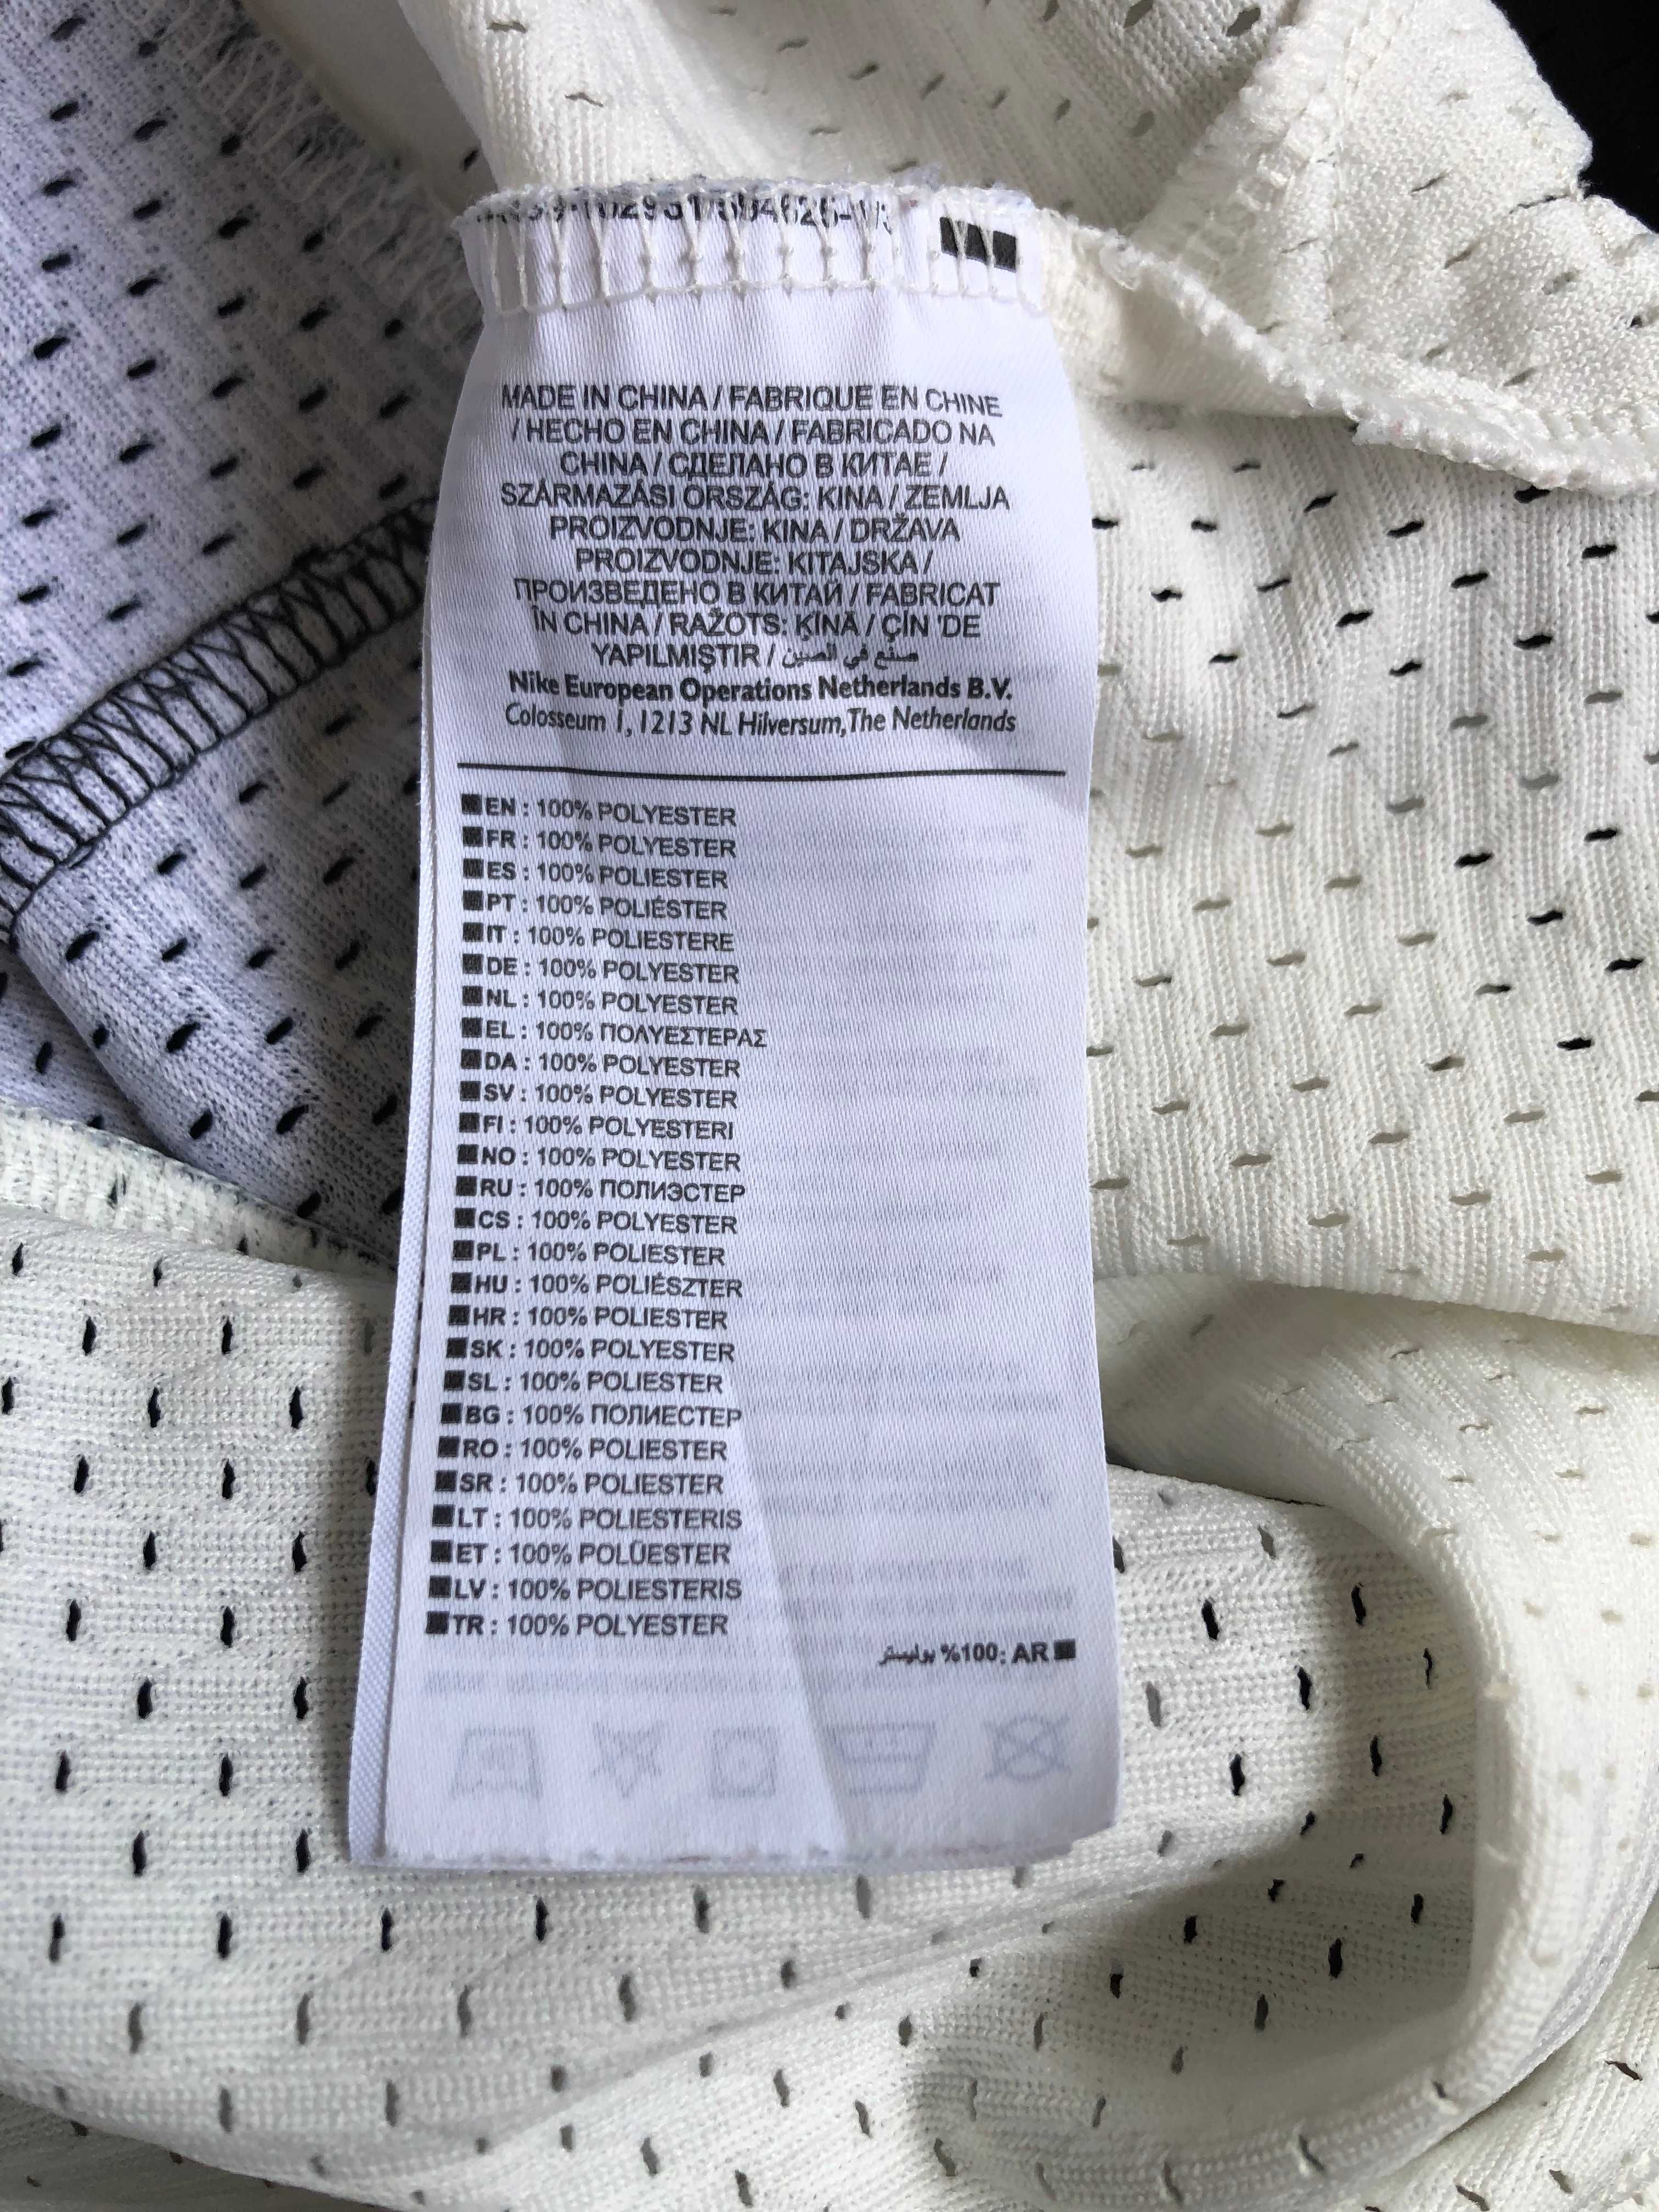 MADE IN CHINA / FABRIQUE EN CHINE
/ HECHO EN CHINA / FABRICADO NA
CHINA / СДЕЛАНО В КИТАЕ /
SZÁRMAZÁSI ORSZÁG: KINA / ZEMLJA
PROIZVODNJE: KINA / DRŽAVA
PROIZVODNJE: KITAJSKA /
ПРОИЗВЕДЕНО В КИТАЙ / FABRICAT
ÎN CHINA / RAŽOTS: ĶĪNĀ / ÇİN 'DE
YAPILMIŞTIR / صنع في الصين
Nike European Operations Netherlands B.V.
Colosseum 1, 1213 NL Hilversum, The Netherlands
EN : 100% POLYESTER
FR : 100% POLYESTER
ES : 100% POLIESTER
PT : 100% POLIÉSTER
IT : 100% POLIESTERE
DE : 100% POLYESTER
NL : 100% POLYESTER
EL : 100% ΠΟΛΥΕΣΤΕΡΑΣ
DA : 100% POLYESTER
SV : 100% POLYESTER
FI : 100% POLYESTERI
NO : 100% POLYESTER
RU : 100% ПОЛИЭСТЕР
CS : 100% POLYESTER
PL : 100% POLIESTER
HU : 100% POLIÉSZTER
HR : 100% POLIESTER
SK : 100% POLYESTER
SL : 100% POLIESTER
BG : 100% ПОЛИЕСТЕР
RO : 100% POLIESTER
SR : 100% POLIESTER
LT : 100% POLIESTERIS
ET : 100% POLÜESTER
LV : 100% POLIESTERIS
TR : 100% POLYESTER
AR :100% بوليستر